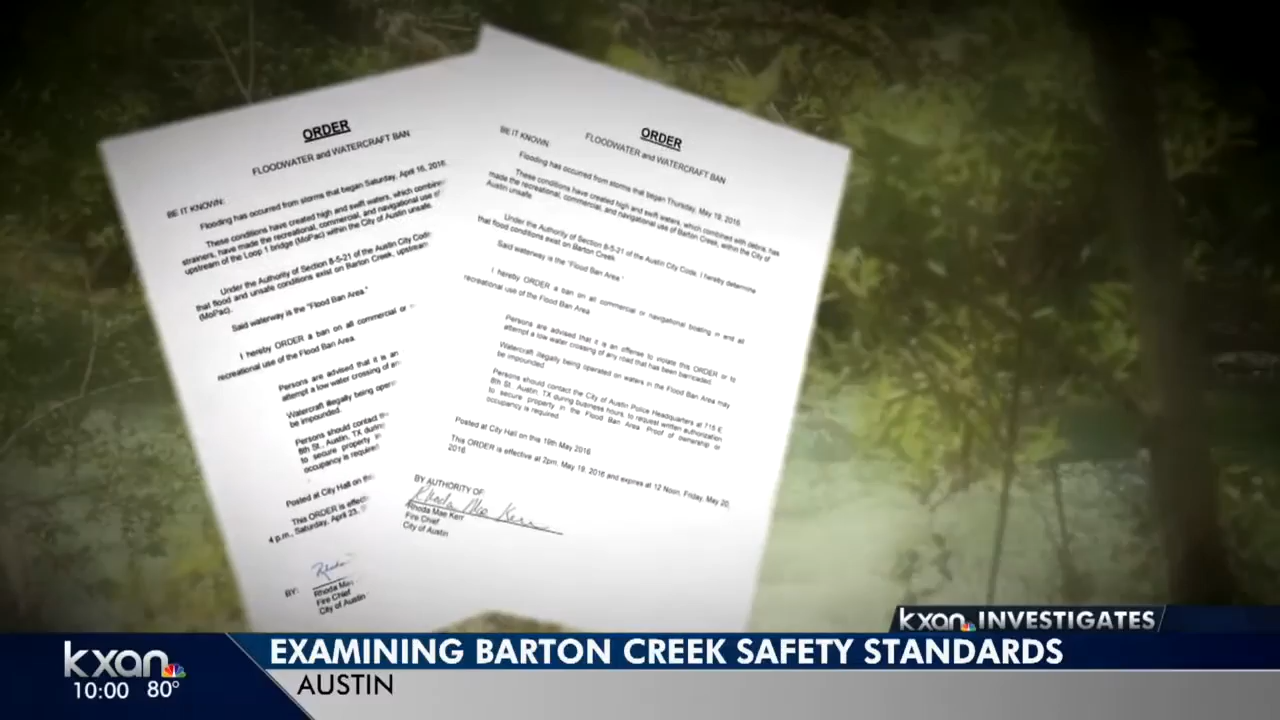 ORDER
FLOODWATER and WATERCRAFT BAN
BE IT KNOWN:
Flooding has occurred from storms that began Saturday, April 16, 2016.
These conditions have created high and swift waters, which combine
strainers, have made the recreational, commercial, and navigational use
upstream of the Loop 1 bridge (MoPac) within the City of Austin unsafe.
Under the Authority of Section 8-5-21 of the Austin City Code
that flood and unsafe conditions exist on Barton Creek, upstream
(MoPac).
Said waterway is the "Flood Ban Area."
I hereby ORDER a ban on all commercial or
recreational use of the Flood Ban Area.
Persons are advised that it is an
attempt a low water crossing of
Watercraft illegally being
be impounded.
Persons should contact
8th St., Austin, TX
to secure property in
occupancy is
Posted at City Hall on
This ORDER is
4 p.m., Saturday, April 23,
BY:
Rhoda
Fire Chief
City of Austin
ORDER
FLOODWATER and WATERCRAFT BAN
BE IT KNOWN:
Flooding has occurred from storms that began Thursday, May 19, 2016.
These conditions have created high and swift waters, which combined with debris, has
made the recreational, commercial, and navigational use of Barton Creek, within the City of
Austin unsafe.
Under the Authority of Section 8-5-21 of the Austin City Code, I hereby determine
that flood conditions exist on Barton Creek.
Said waterway is the "Flood Ban Area."
I hereby ORDER a ban on all commercial or navigational boating in and all
recreational use of the Flood Ban Area
Persons are advised that it is an offense to violate this ORDER or to
attempt a low water crossing of any road that has been barricaded.
Watercraft illegally being operated on waters in the Flood Ban Area may
be impounded.
Persons should contact the City of Austin Police Headquarters at 715 E.
8th St., Austin, TX during business hours, to request written authorization
to secure property in the Flood Ban Area. Proof of ownership or
occupancy is required.
Posted at City Hall on this 19th May 2016
This ORDER is effective at 2pm, May 19, 2016 and expires at 12 Noon, Friday, May 20,
2016
BY AUTHORITY OF
Rhoda Mae Kerr
Rhoda Mae Kerr
Fire Chief
City of Austin
kxan INVESTIGATES
kxan
10:00 80°
EXAMINING BARTON CREEK SAFETY STANDARDS
AUSTIN